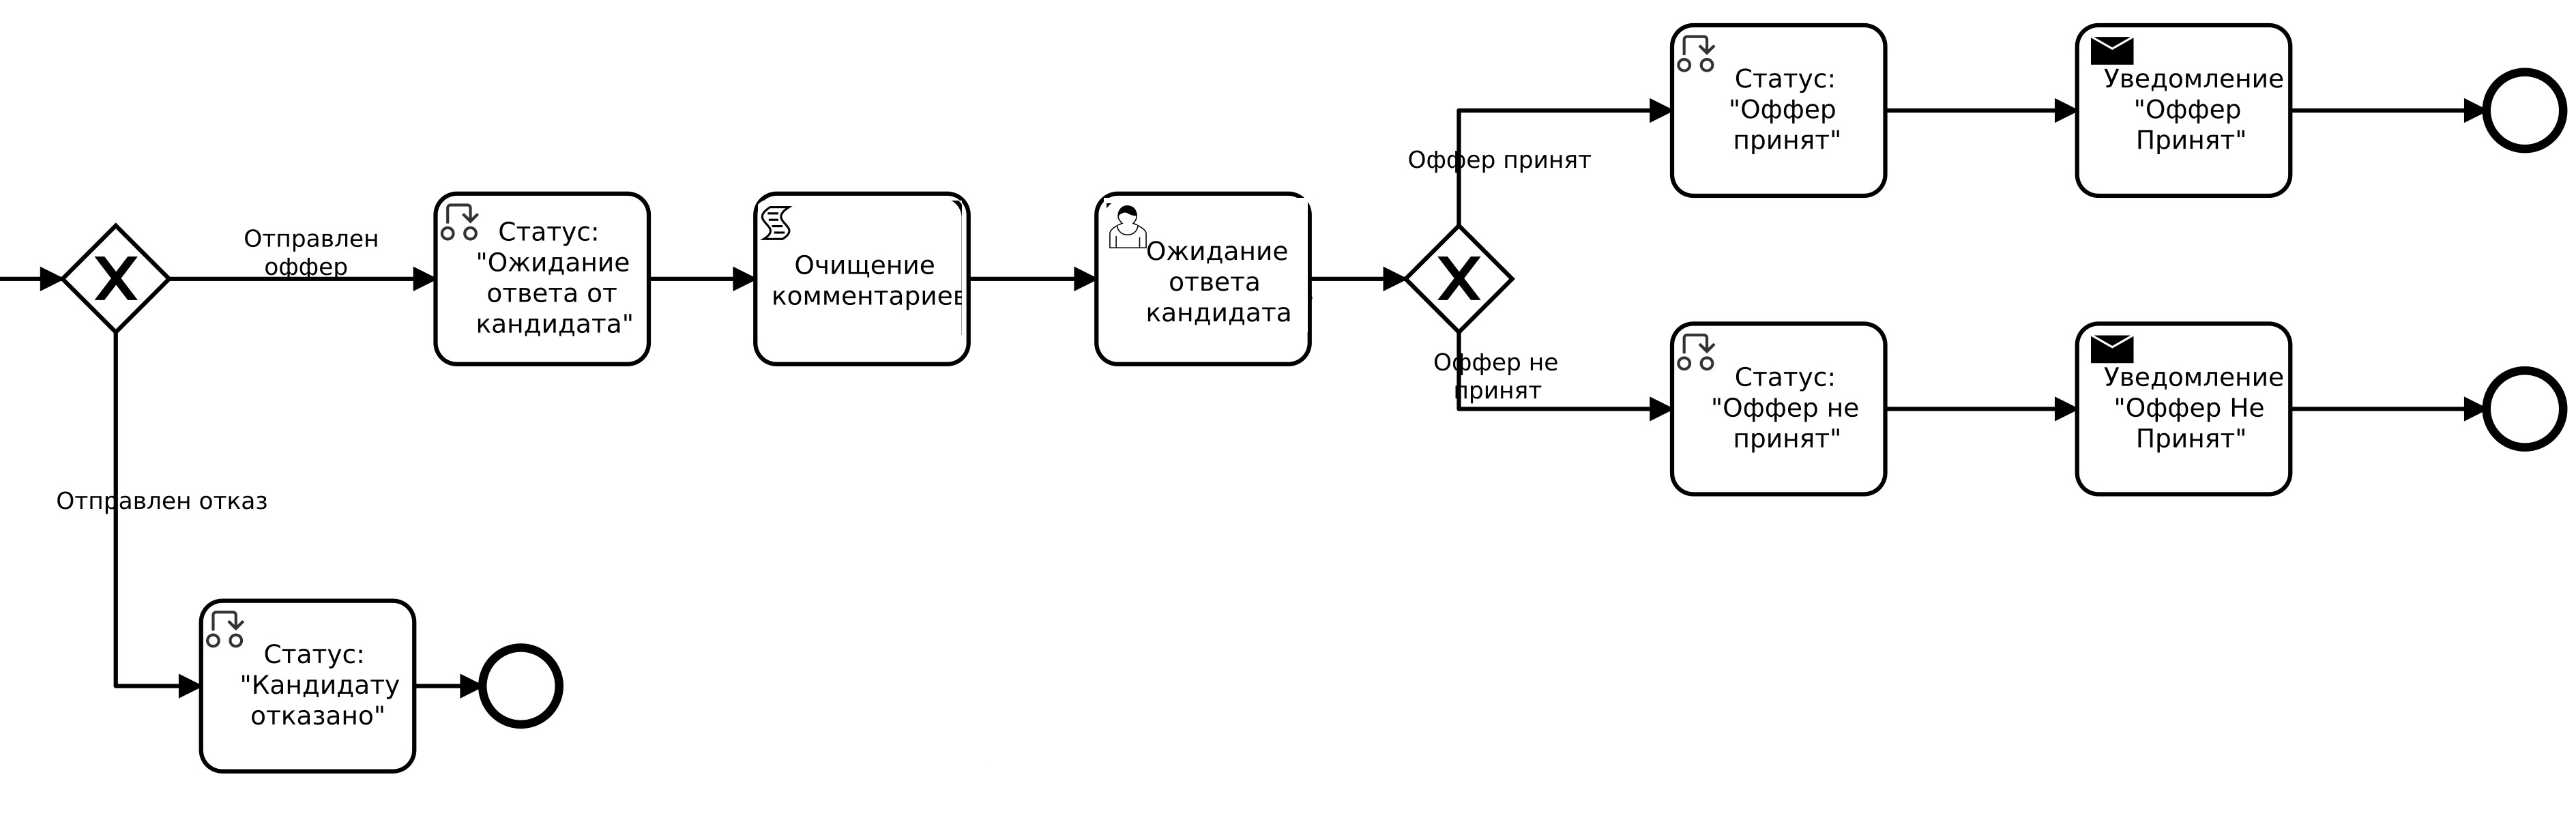 Отправлен
оффер
Статус:
"Ожидание
ответа от
кандидата"
Очищение
комментариев
Ожидание
ответа
кандидата
Оффер принят
Статус:
"Оффер
принят"
Уведомление
"Оффер
Принят"
Оффер не
принят
Статус:
"Оффер не
принят"
Уведомление
"Оффер Не
Принят"
Отправлен отказ
Статус:
"Кандидату
отказано"